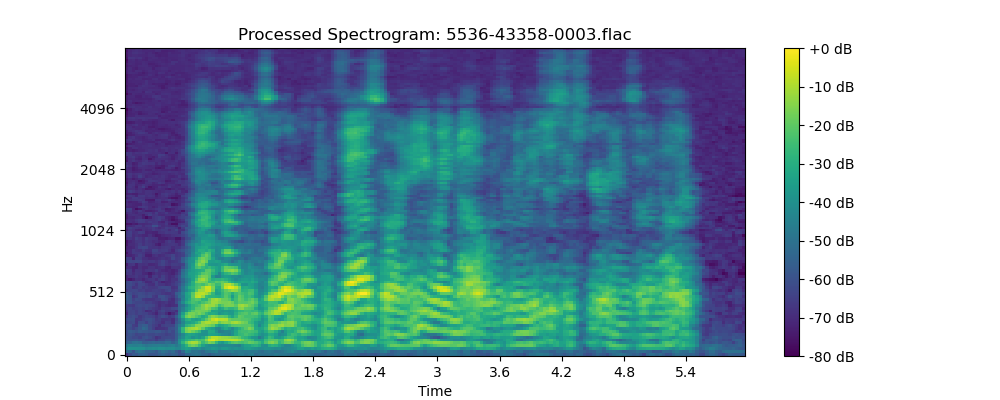 Processed Spectrogram: 5536-43358-0003.flac
+0 dB
-10 dB
-20 dB
-30 dB
-40 dB
-50 dB
-60 dB
-70 dB
-80 dB
Hz
4096
2048
1024
512
0
0 0.6 1.2 1.8 2.4 3 3.6 4.2 4.8 5.4
Time